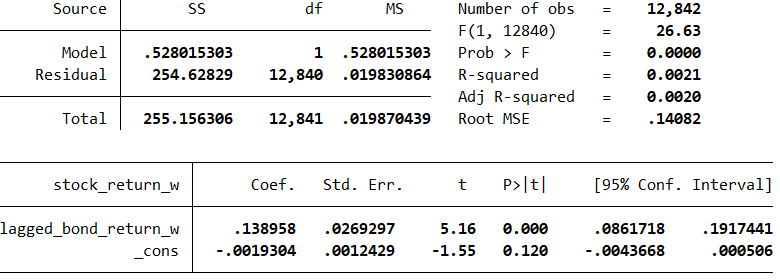 Source SS df MS Number of obs = 12,842
F(1, 12840) = 26.63
Model .528015303 1 .528015303 Prob > F = 0.0000
Residual 254.62829 12,840 .019830864 R-squared = 0.0021
Adj R-squared = 0.0020
Total 255.156306 12,841 .019870439 Root MSE = .14082
stock_return_w Coef. Std. Err. t P>|t| [95% Conf. Interval]
lagged_bond_return_w .138958 .0269297 5.16 0.000 .0861718 .1917441
_cons -.0019304 .0012429 -1.55 0.120 -.0043668 .000506